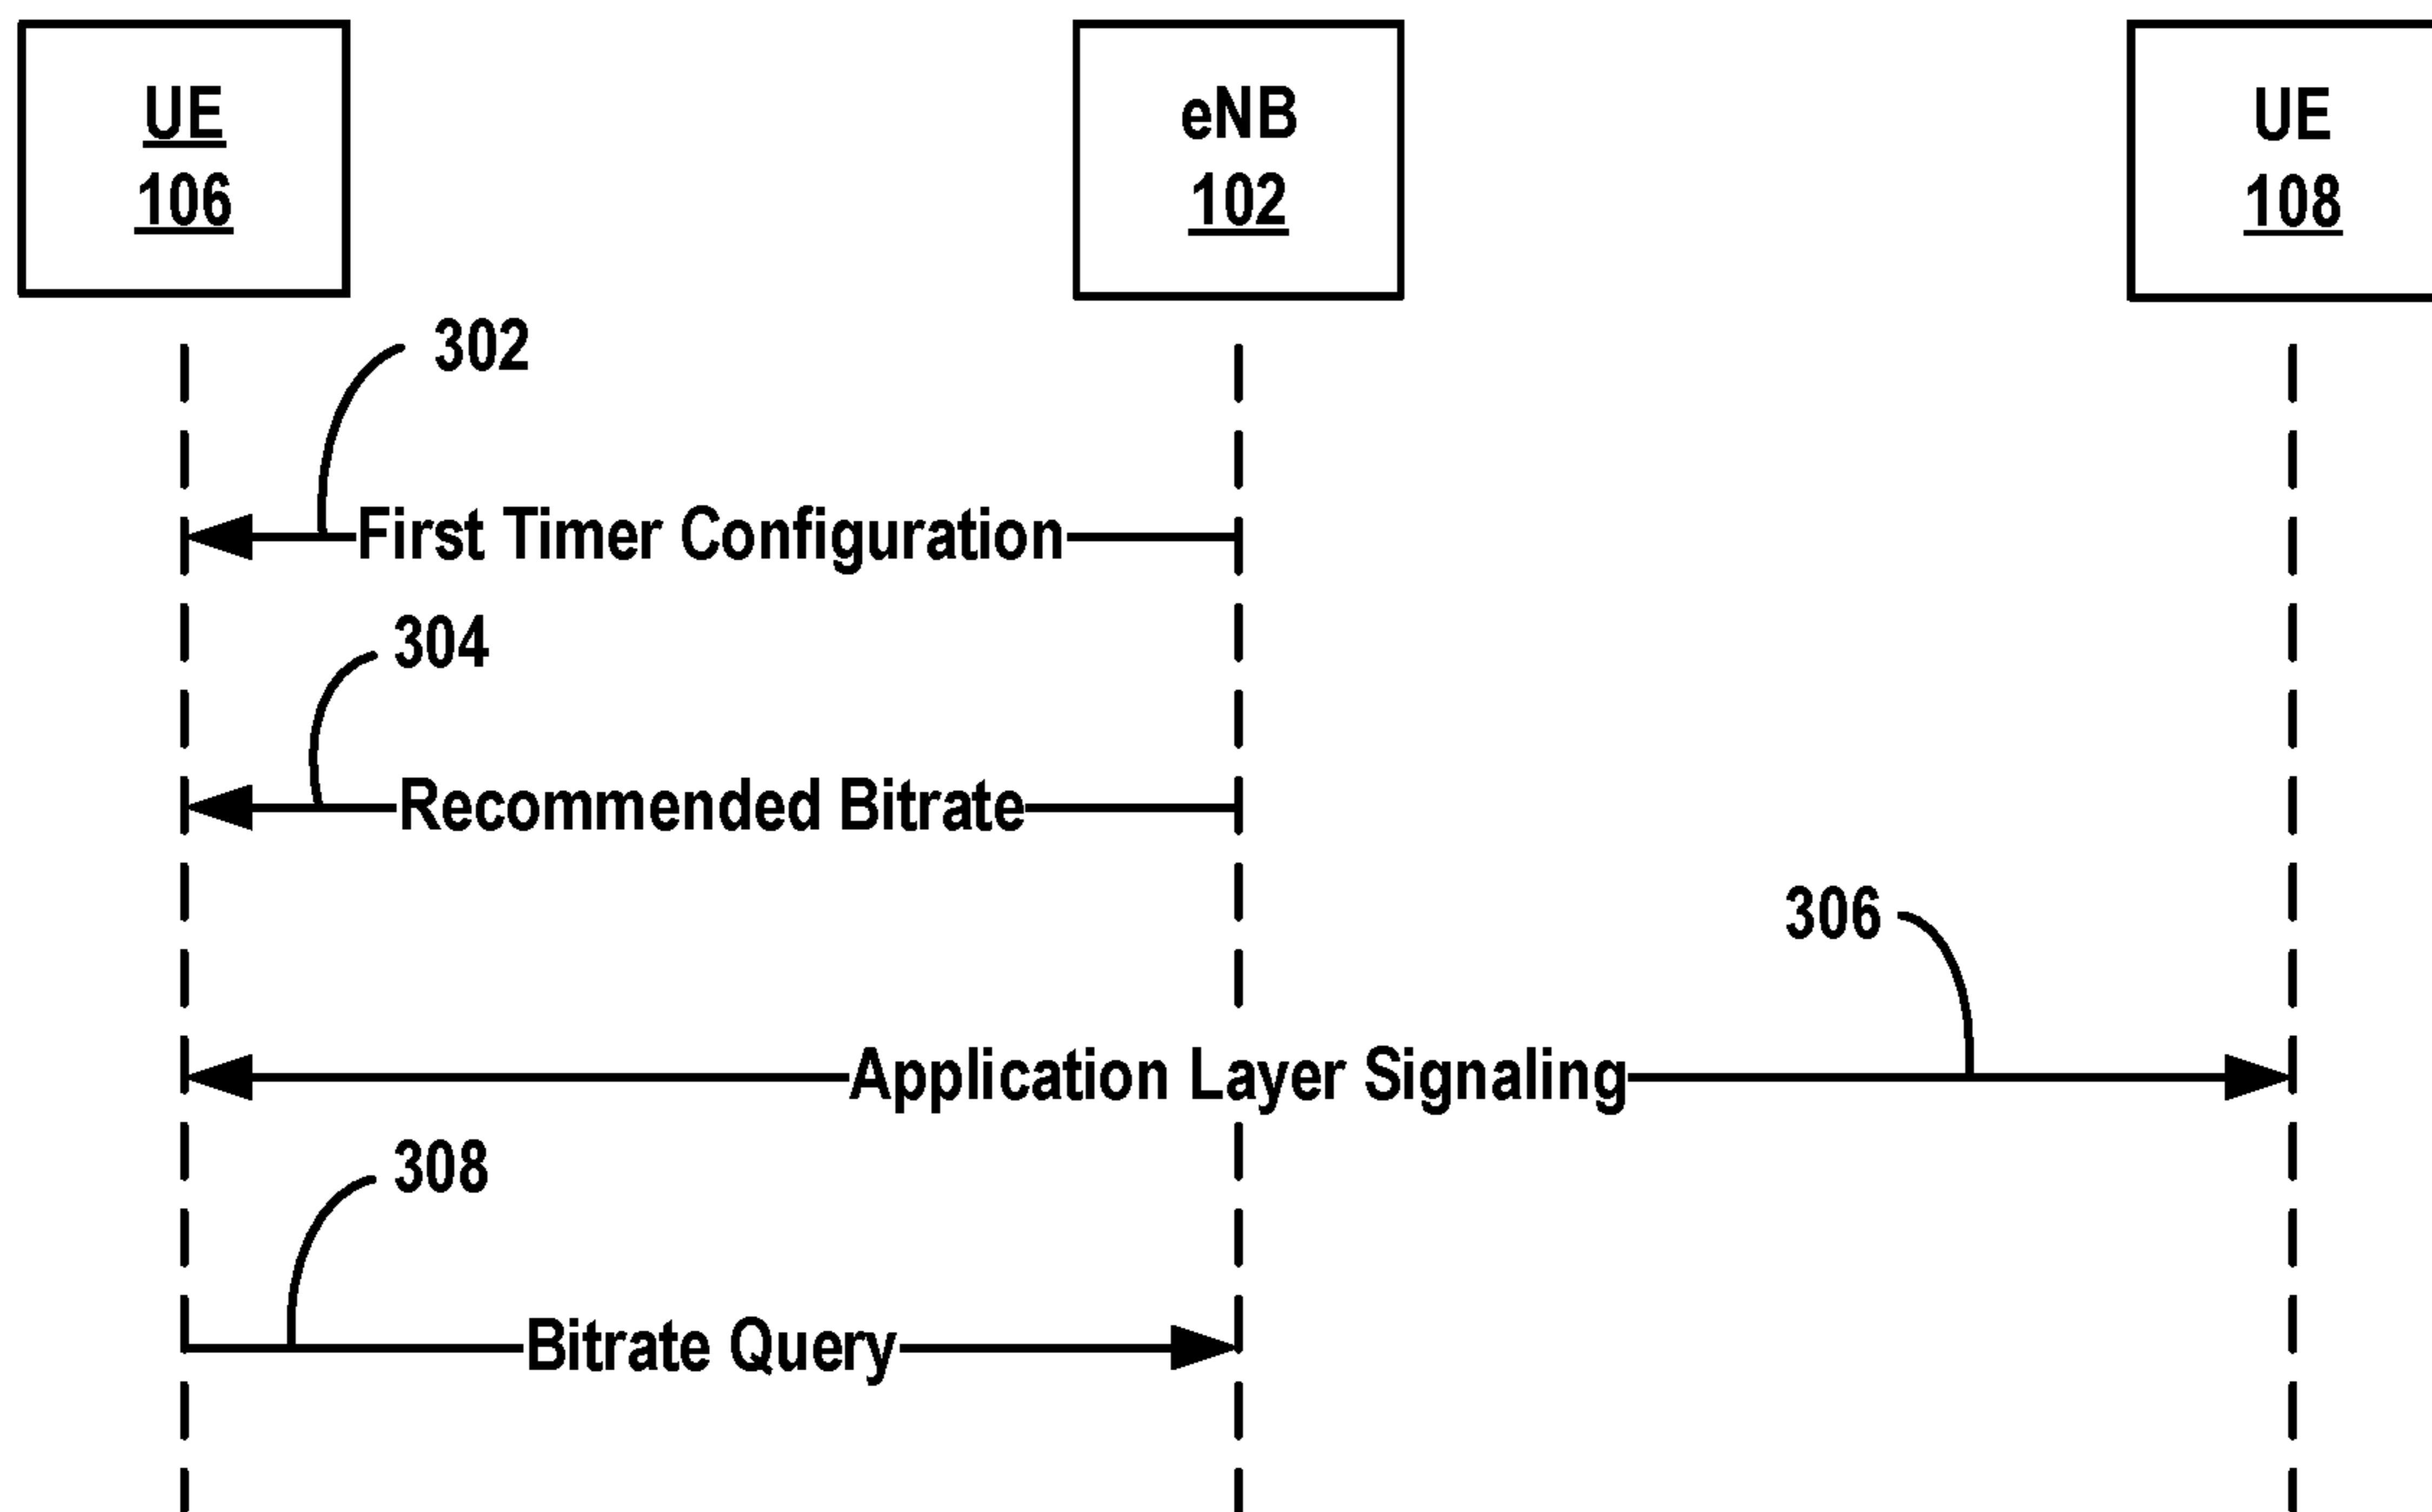 UE
106
eNB
102
UE
108
302
First Timer Configuration
304
Recommended Bitrate
306
Application Layer Signaling
308
Bitrate Query